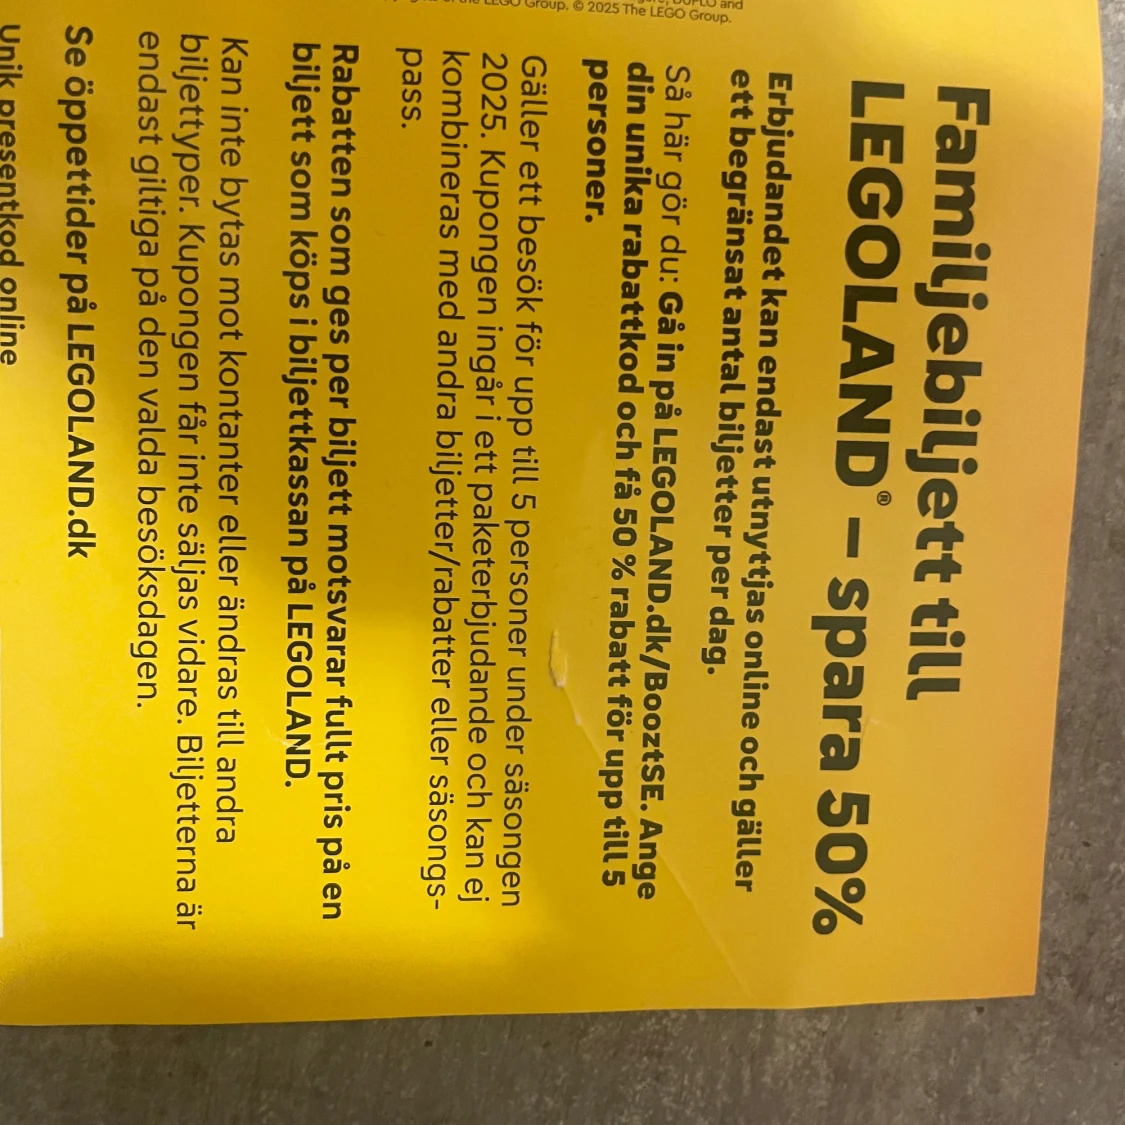 LEGO Group. © 2025 The LEGO Group.
Familjebiljett till
LEGOLAND® – spara 50%
Erbjudandet kan endast utnyttjas online och gäller
ett begränsat antal biljetter per dag.
Så här gör du: Gå in på LEGOLAND.dk/BooztSE. Ange
din unika rabattkod och få 50 % rabatt för upp till 5
personer.
Gäller ett besök för upp till 5 personer under säsongen
2025. Kupongen ingår i ett paketerbjudande och kan ej
kombineras med andra biljetter/rabatter eller säsongs-
pass.
Rabatten som ges per biljett motsvarar fullt pris på en
biljett som köps i biljettkassan på LEGOLAND.
Kan inte bytas mot kontanter eller ändras till andra
biljettyper. Kupongen får inte säljas vidare. Biljetterna är
endast giltiga på den valda besöksdagen.
Se öppettider på LEGOLAND.dk
Unik presentkod online